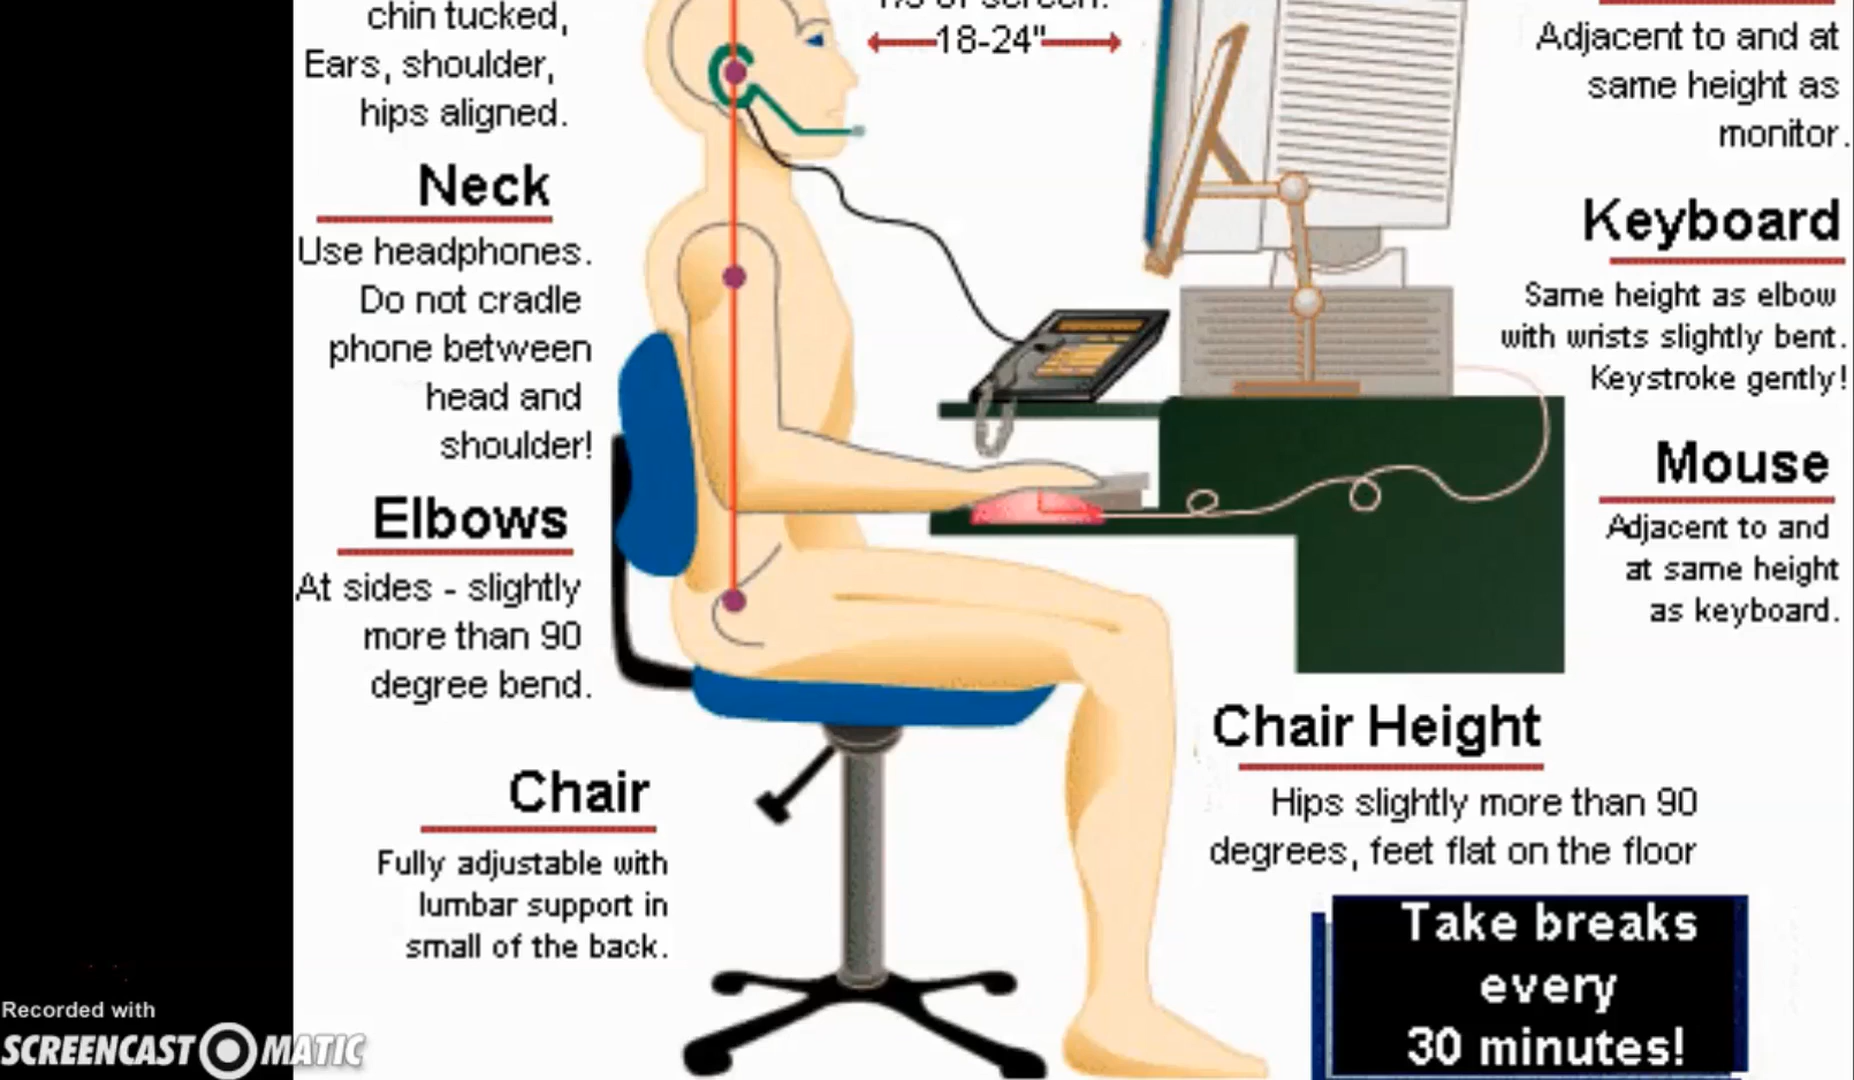 chin tucked,
Ears, shoulder,
hips aligned.
Neck
Use headphones.
Do not cradle
phone between
head and
shoulder!
Elbows
At sides - slightly
more than 90
degree bend.
Chair
Fully adjustable with
lumbar support in
small of the back.
of screen.
18-24"
Adjacent to and at
same height as
monitor.
Keyboard
Same height as elbow
with wrists slightly bent.
Keystroke gently!
Mouse
Adjacent to and
at same height
as keyboard.
Chair Height
Hips slightly more than 90
degrees, feet flat on the floor
Take breaks
every
30 minutes!
Recorded with
SCREENCAST MATIC